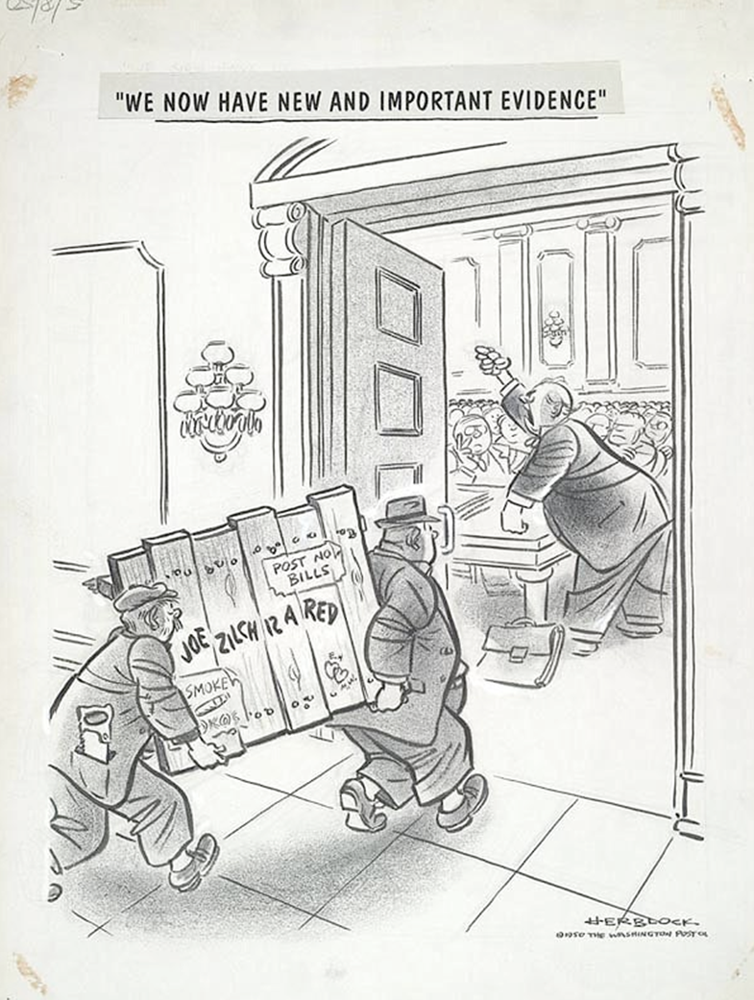 "WE NOW HAVE NEW AND IMPORTANT EVIDENCE"
POST NO
BILLS
JOE ZILCH IZ A RED
SMOKE
E.
M.W.
HERBLOCK
©1950 THE WASHINGTON POST CO.